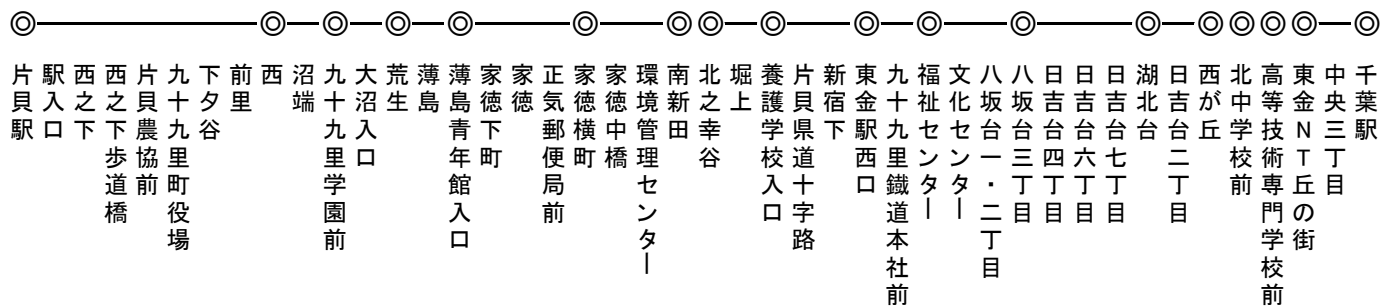 片貝駅
駅入口
西之下
西之下歩道橋
片貝農協前
九十九里町役場
下タ谷
前里
西
沼端
九十九里学園前
大沼入口
荒生
薄島
薄島青年館入口
家徳下町
家徳
正気郵便局前
家徳横町
家徳中橋
環境管理センター
南新田
北之幸谷
堀上
養護学校入口
片貝県道十字路
新宿下
東金駅西口
九十九里鐵道本社前
福祉センター
文化センター
八坂台一・二丁目
八坂台三丁目
日吉台四丁目
日吉台六丁目
日吉台七丁目
湖北台
日吉台二丁目
西が丘
北中学校前
高等技術専門学校前
東金NT丘の街
中央三丁目
千葉駅